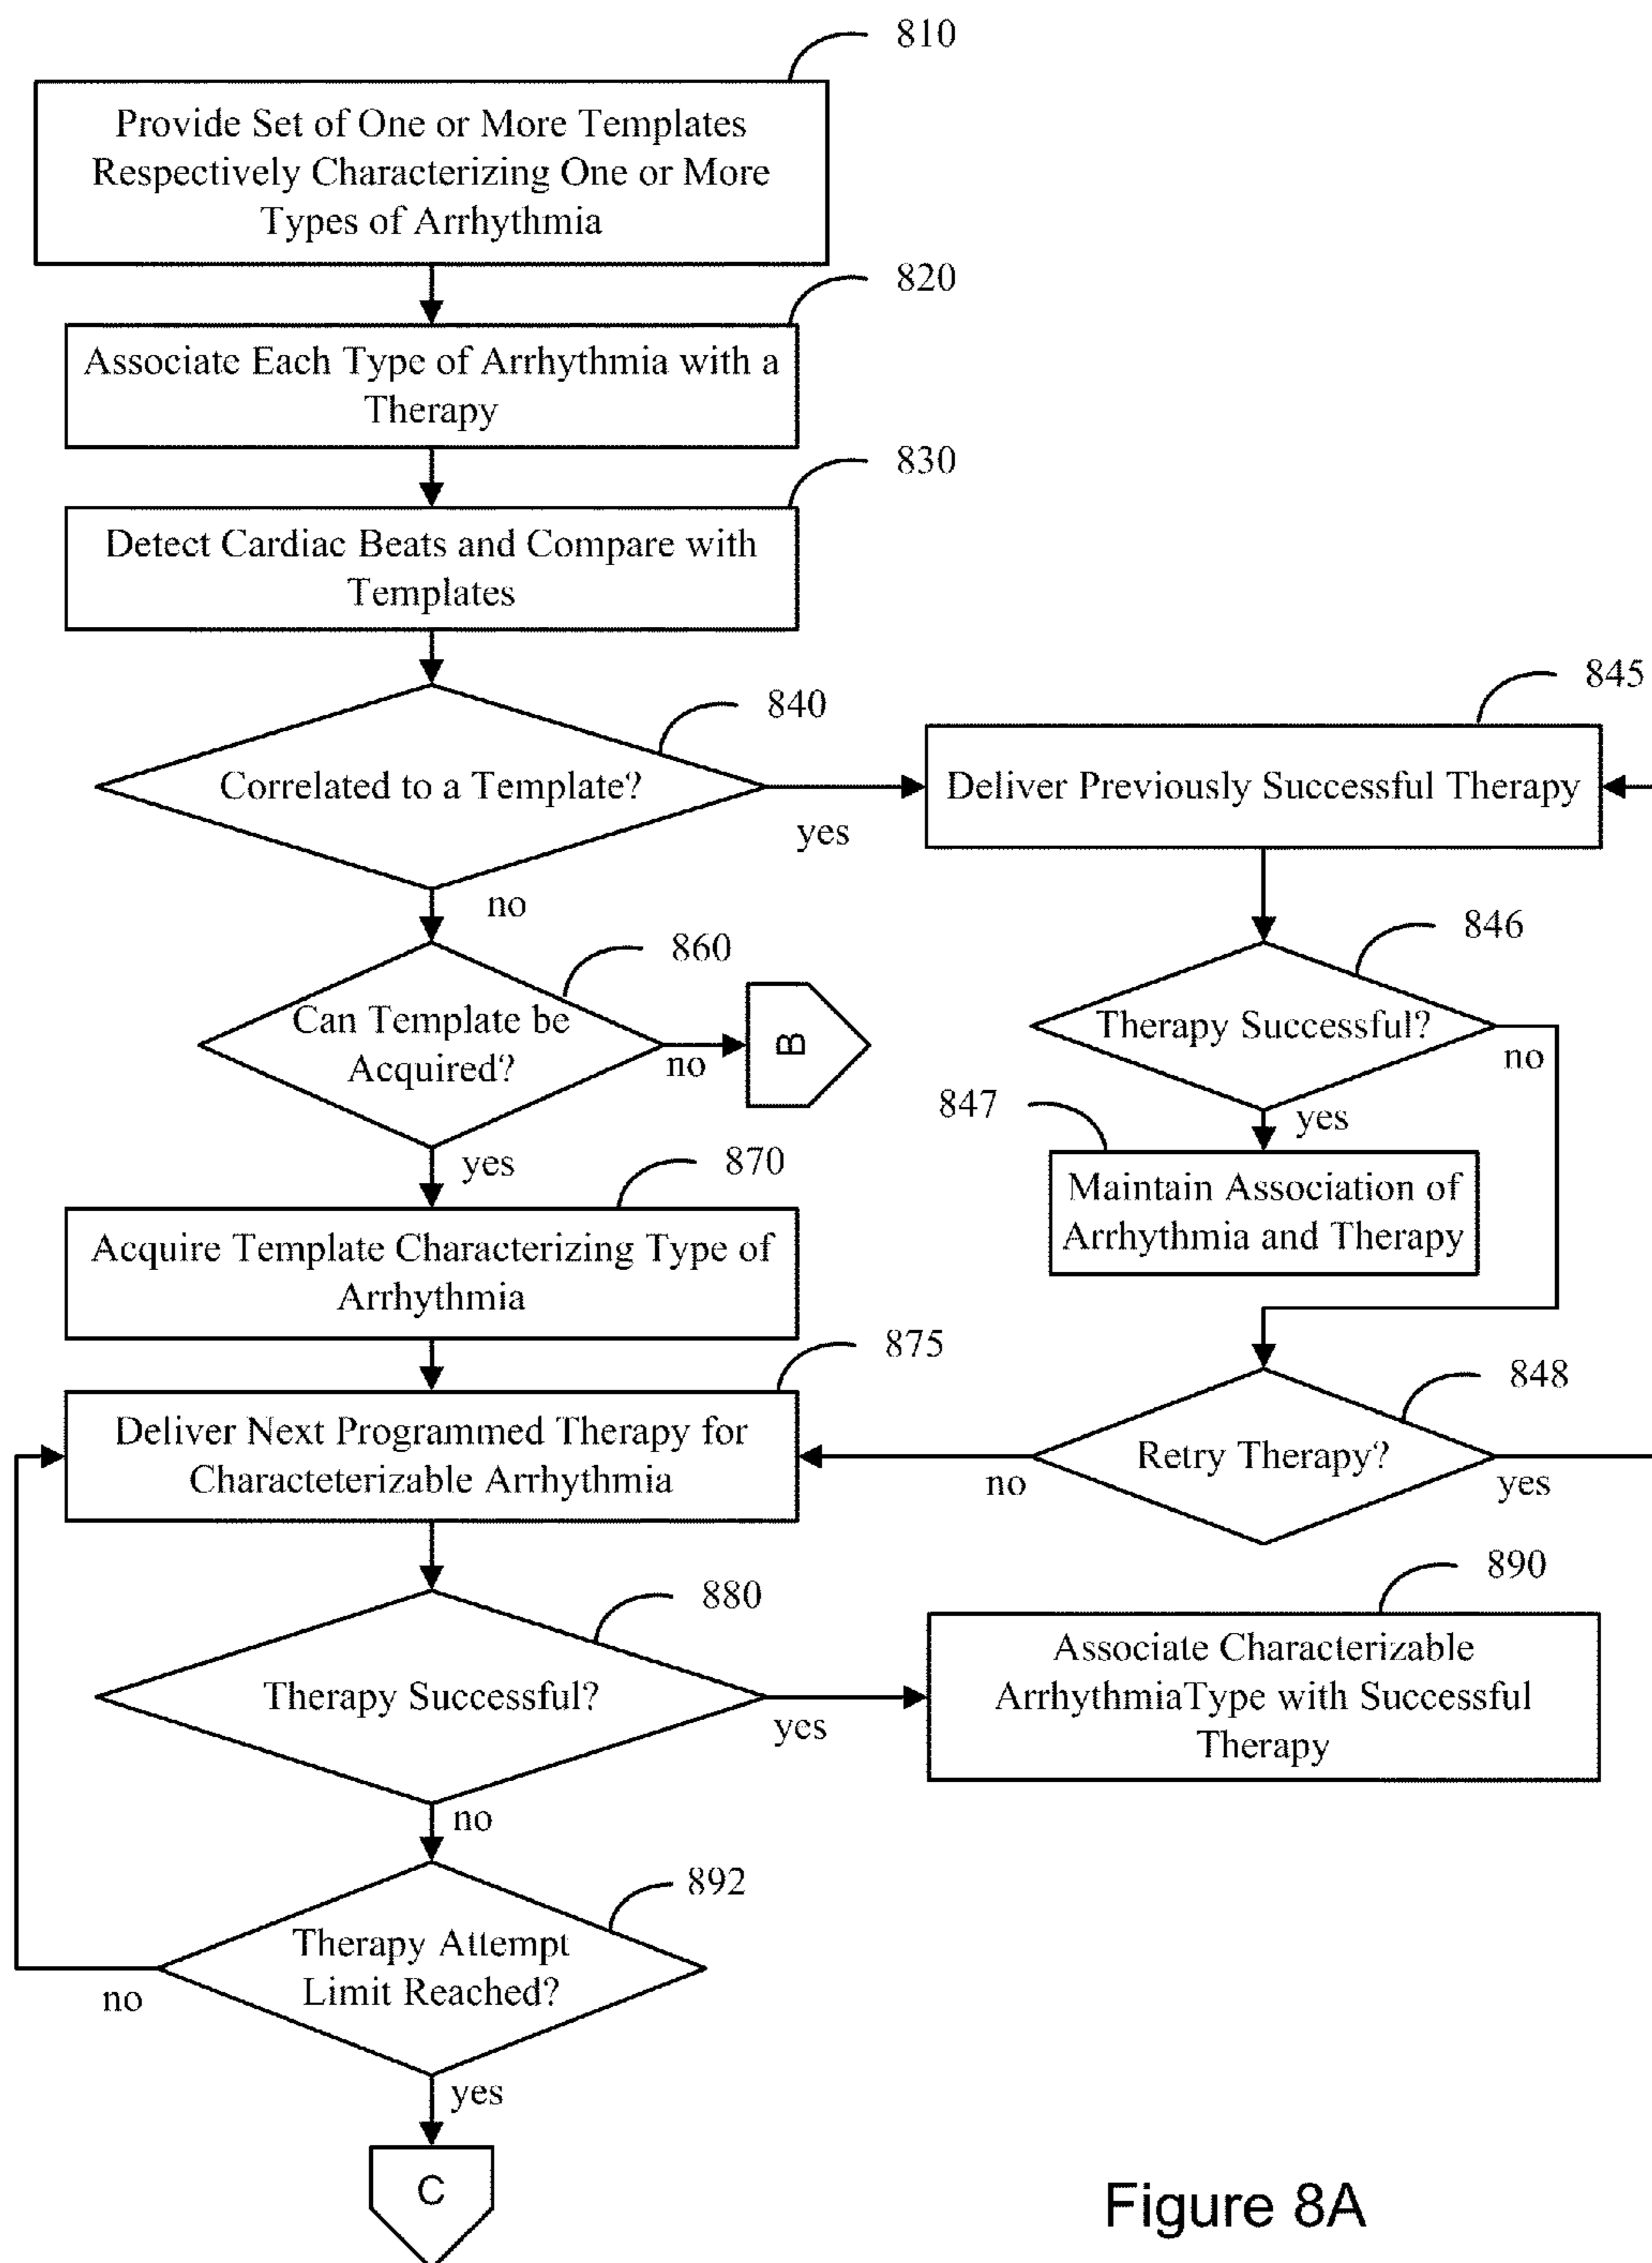 810
Provide Set of One or More Templates
Respectively Characterizing One or More
Types of Arrhythmia
820
Associate Each Type of Arrhythmia with a
Therapy
830
Detect Cardiac Beats and Compare with
Templates
840
Correlated to a Template?
yes
no
845
Deliver Previously Successful Therapy
846
Therapy Successful?
no
yes
847
Maintain Association of
Arrhythmia and Therapy
860
Can Template be
Acquired?
no
B
yes
870
Acquire Template Characterizing Type of
Arrhythmia
875
Deliver Next Programmed Therapy for
Characteterizable Arrhythmia
848
Retry Therapy?
no
yes
880
Therapy Successful?
yes
no
890
Associate Characterizable
ArrhythmiaType with Successful
Therapy
892
Therapy Attempt
Limit Reached?
no
yes
C
Figure 8A